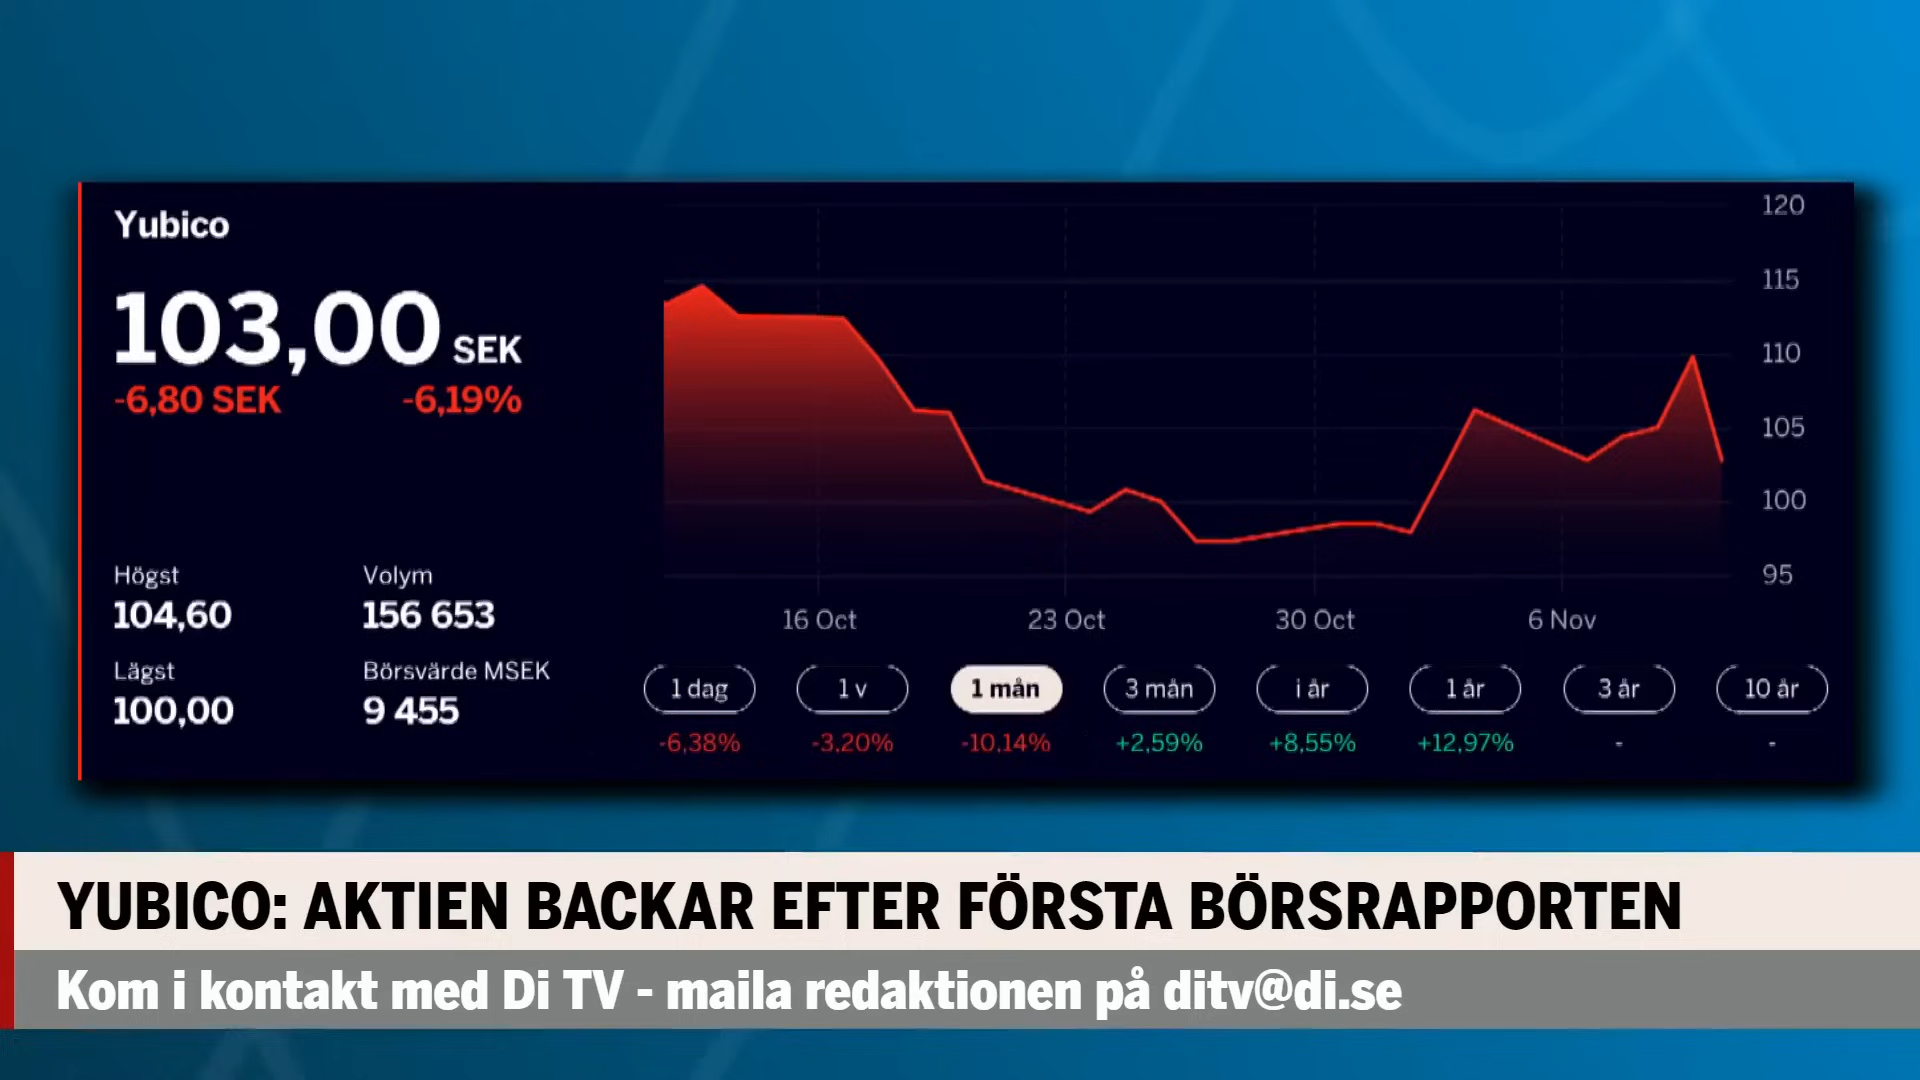 Yubico
103,00 SEK
-6,80 SEK -6,19%
Högst Volym
104,60 156 653
Lägst Börsvärde MSEK
100,00 9 455
120
115
110
105
100
95
16 Oct 23 Oct 30 Oct 6 Nov
1 dag 1 v 1 mån 3 mån i år 1 år 3 år 10 år
-6,38% -3,20% -10,14% +2,59% +8,55% +12,97% - -
YUBICO: AKTIEN BACKAR EFTER FÖRSTA BÖRSRAPPORTEN
Kom i kontakt med Di TV - maila redaktionen på ditv@di.se